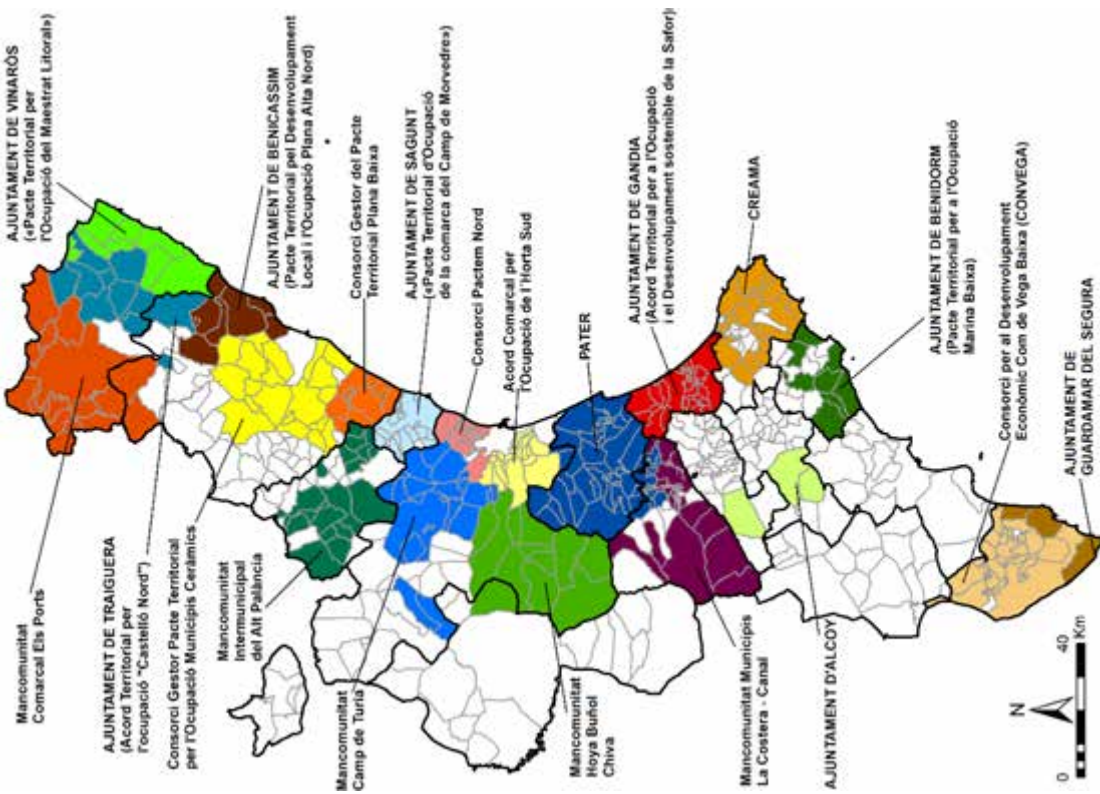 Mancomunitat
Comarcal Els Ports
AJUNTAMENT DE TRAIGUERA
(Acord Territorial per
l'ocupació "Castelló Nord")
Consorci Gestor Pacte Territorial
per l'Ocupació Municipis Ceràmics
Mancomunitat
Intermunicipal
del Alt Palància
Mancomunitat
Camp de Turia
Mancomunitat
Hoya Buñol
Chiva
Mancomunitat Municipis
La Costera - Canal
AJUNTAMENT D'ALCOY
AJUNTAMENT DE VINARÒS
(«Pacte Territorial per
l'Ocupació del Maestrat Litoral»)
AJUNTAMENT DE BENICASSIM
(Pacte Territorial pel Desenvolupament
Local i l'Ocupació Plana Alta Nord)
Consorci Gestor del Pacte
Territorial Plana Baixa
AJUNTAMENT DE SAGUNT
(«Pacte Territorial d'Ocupació
de la comarca del Camp de Morvedre»)
Consorci Pactem Nord
Acord Comarcal per
l'Ocupació de l'Horta Sud
PATER
AJUNTAMENT DE GANDIA
(Acord Territorial per a l'Ocupació
i el Desenvolupament sostenible de la Safor)
CREAMA
AJUNTAMENT DE BENIDORM
(Pacte Territorial per a l'Ocupació
Marina Baixa)
Consorci per al Desenvolupament
Econòmic Com de Vega Baixa (CONVEGA)
AJUNTAMENT DE
GUARDAMAR DEL SEGURA
N
0 40
Km